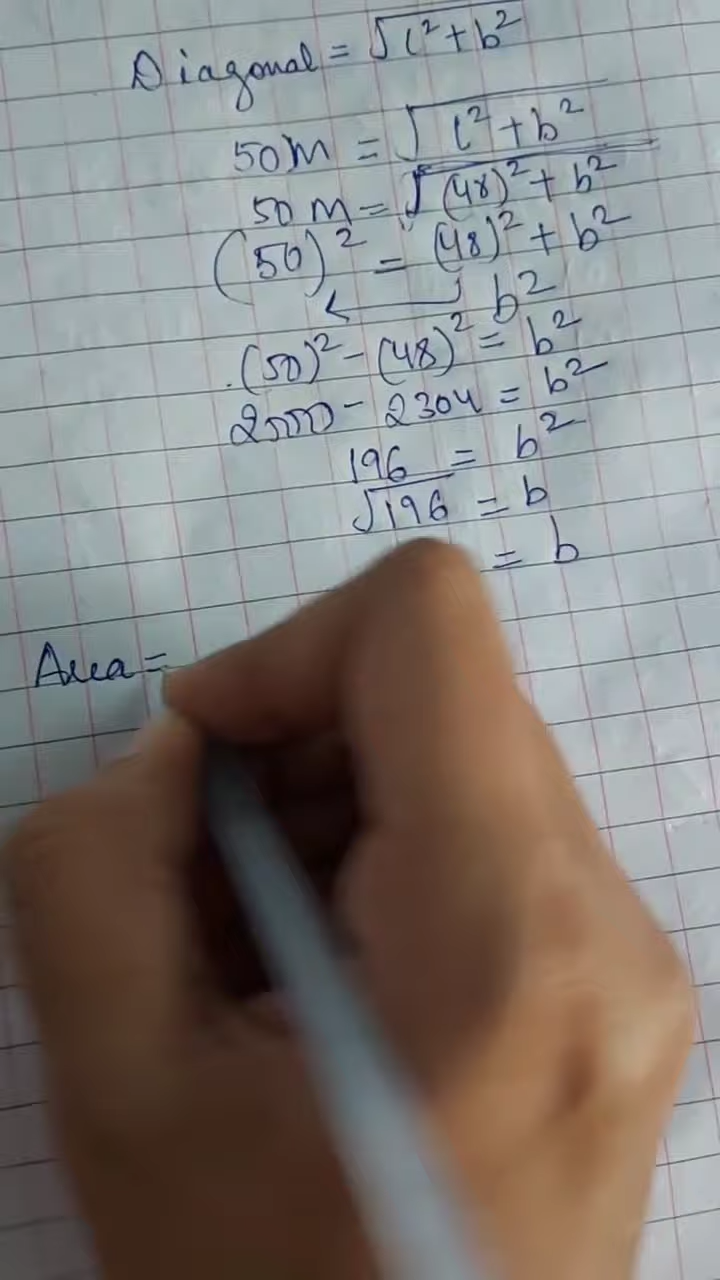 Diagonal = √l² + b²
50M = √l² + b²
50 M = √(48)² + b²
(50)² = (48)² + b²
b²
(50)² - (48)² = b²
2500 - 2304 = b²
196 = b²
√196 = b
= b
Area =